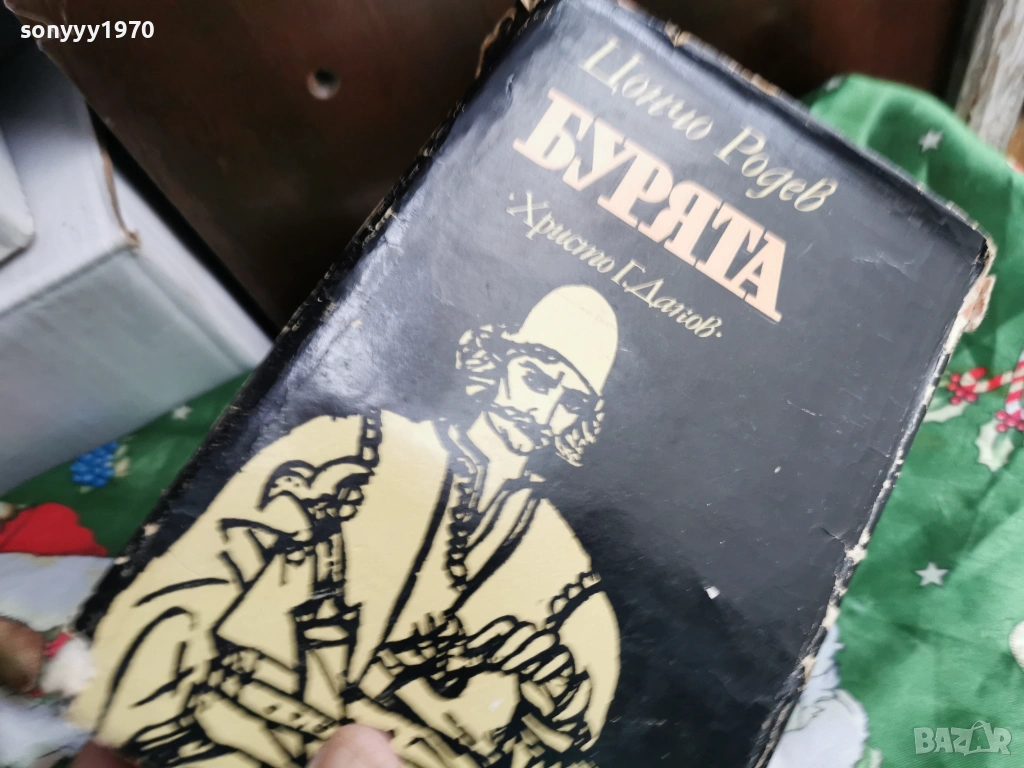 sonyyy1970
Цончо Родев
БУРЯТА
·Христо Г. Данов·
BAZAR